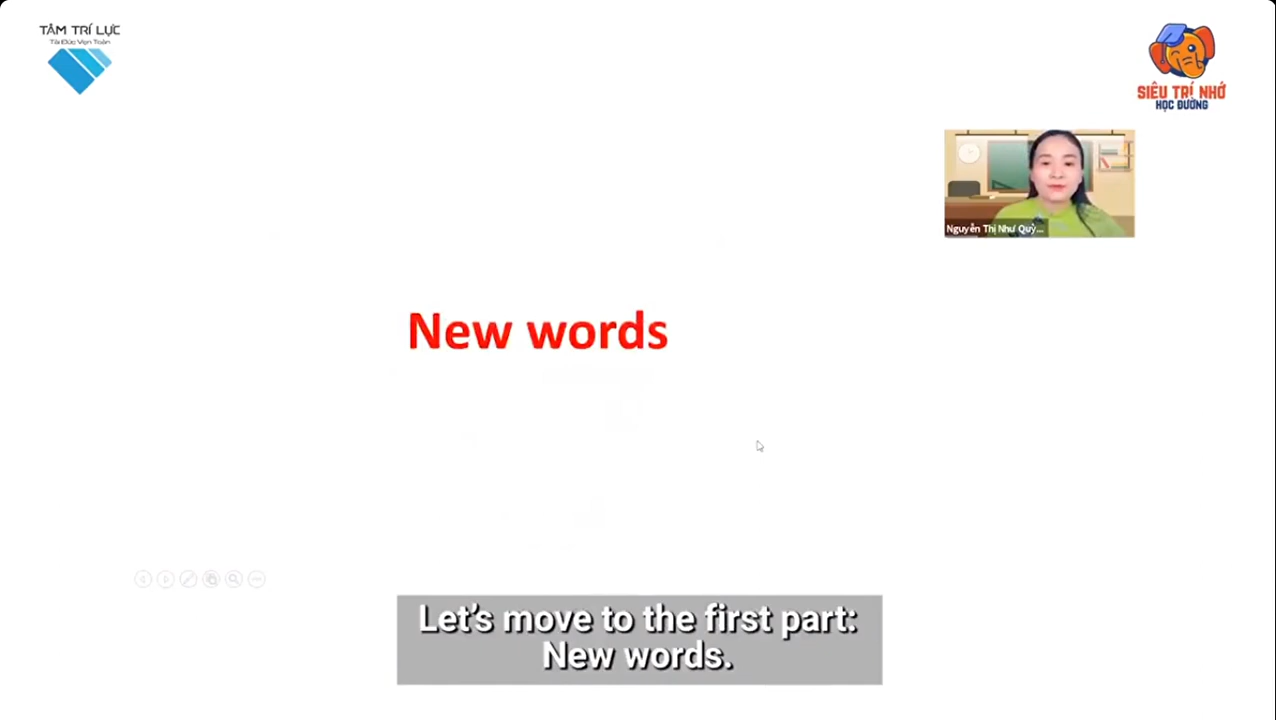 TÂM TRÍ LỰC
Tài Đức Vẹn Toàn
SIÊU TRÍ NHỚ
HỌC ĐƯỜNG
Nguyễn Thị Như Quỳ...
New words
Let's move to the first part:
New words.